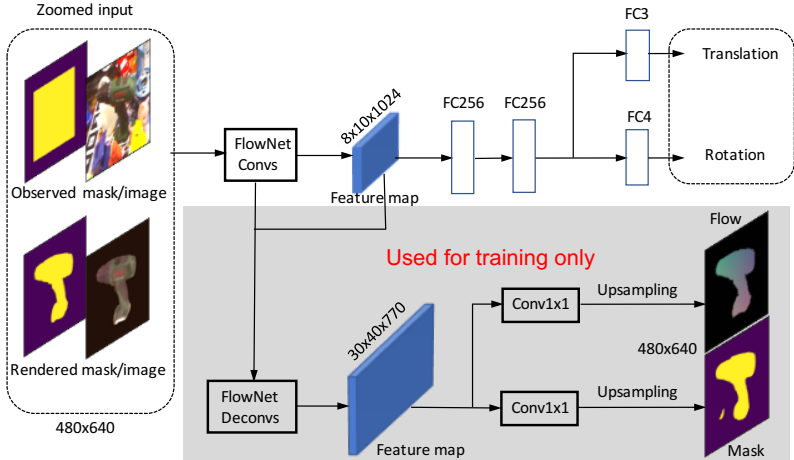 Zoomed input
Observed mask/image
Rendered mask/image
480x640
FlowNet
Convs
8x10x1024
Feature map
FC256
FC256
FC3
FC4
Translation
Rotation
Used for training only
FlowNet
Deconvs
30x40x770
Feature map
Conv1x1
Conv1x1
Upsampling
Upsampling
Flow
480x640
Mask